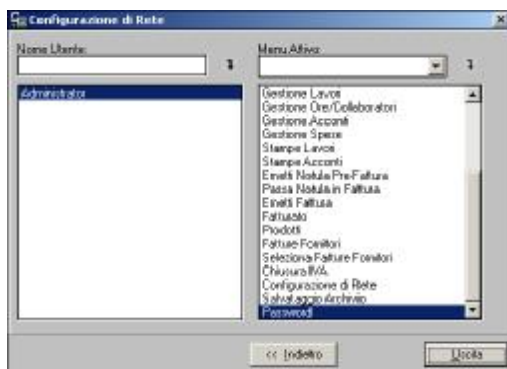 Configurazione di Rete
Nome Utente:
Menu Attivo:
Administrator
Gestione Lavori
Gestione Ore/Collaboratori
Gestione Acconti
Gestione Spese
Stampe Lavori
Stampe Acconti
Emetti Notula Pre-Fattura
Passa Notula in Fattura
Emetti Fattura
Fatturato
Prodotti
Fatture Fornitori
Seleziona Fatture Fornitori
Chiusura IVA
Configurazione di Rete
Salvataggio Archivio
Password
<< Indietro
Uscita